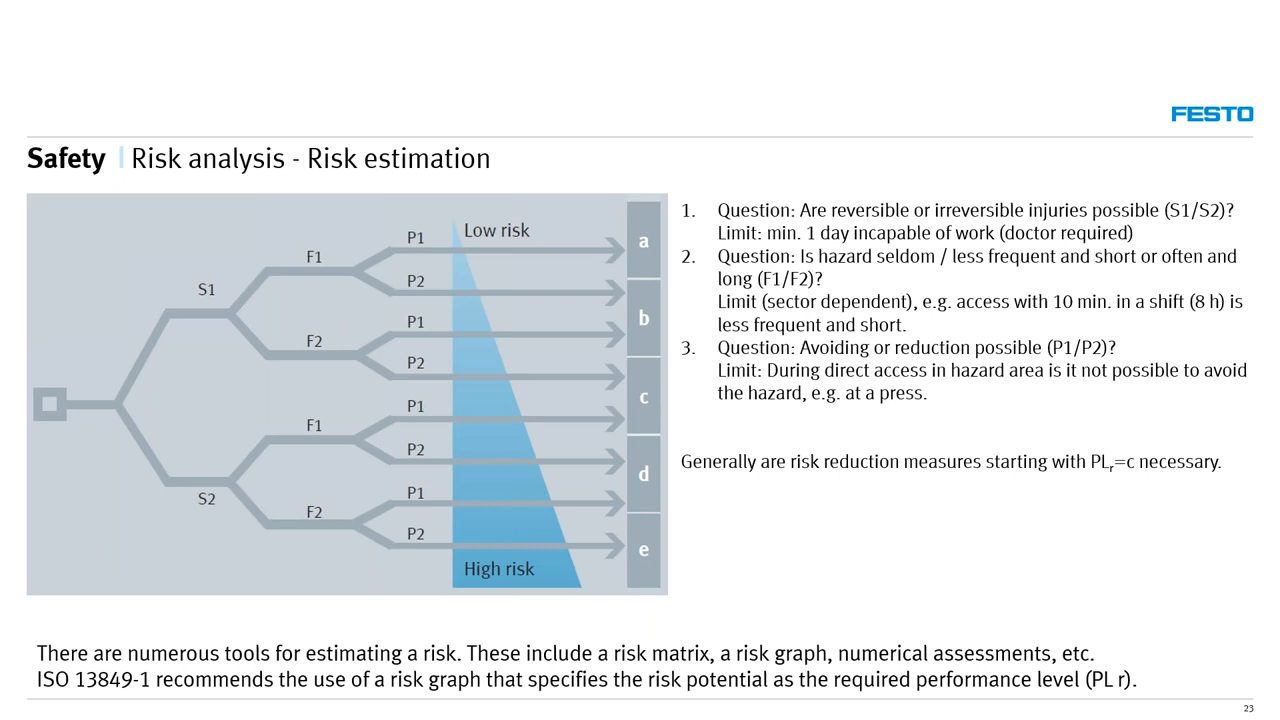 FESTO
Safety | Risk analysis - Risk estimation
Low risk
P1
a
F1
P2
S1
b
P1
F2
P2
c
P1
F1
P2
d
S2
P1
F2
P2
e
High risk
1. Question: Are reversible or irreversible injuries possible (S1/S2)?
Limit: min. 1 day incapable of work (doctor required)
2. Question: Is hazard seldom / less frequent and short or often and
long (F1/F2)?
Limit (sector dependent), e.g. access with 10 min. in a shift (8 h) is
less frequent and short.
3. Question: Avoiding or reduction possible (P1/P2)?
Limit: During direct access in hazard area is it not possible to avoid
the hazard, e.g. at a press.
Generally are risk reduction measures starting with PLr=c necessary.
There are numerous tools for estimating a risk. These include a risk matrix, a risk graph, numerical assessments, etc.
ISO 13849-1 recommends the use of a risk graph that specifies the risk potential as the required performance level (PL r).
23